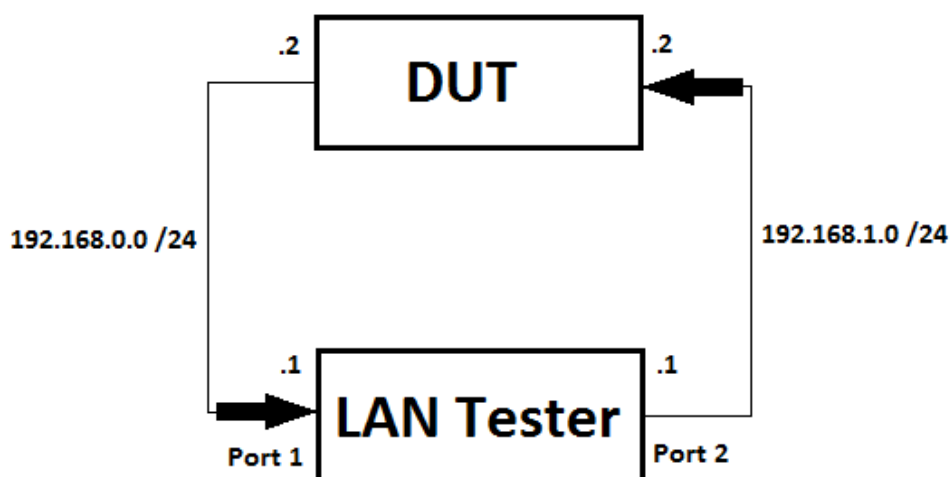 .2
.2
DUT
192.168.0.0 /24
192.168.1.0 /24
.1
.1
LAN Tester
Port 1
Port 2